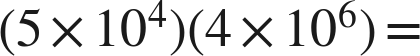 (5 × 10⁴)(4 × 10⁶) =